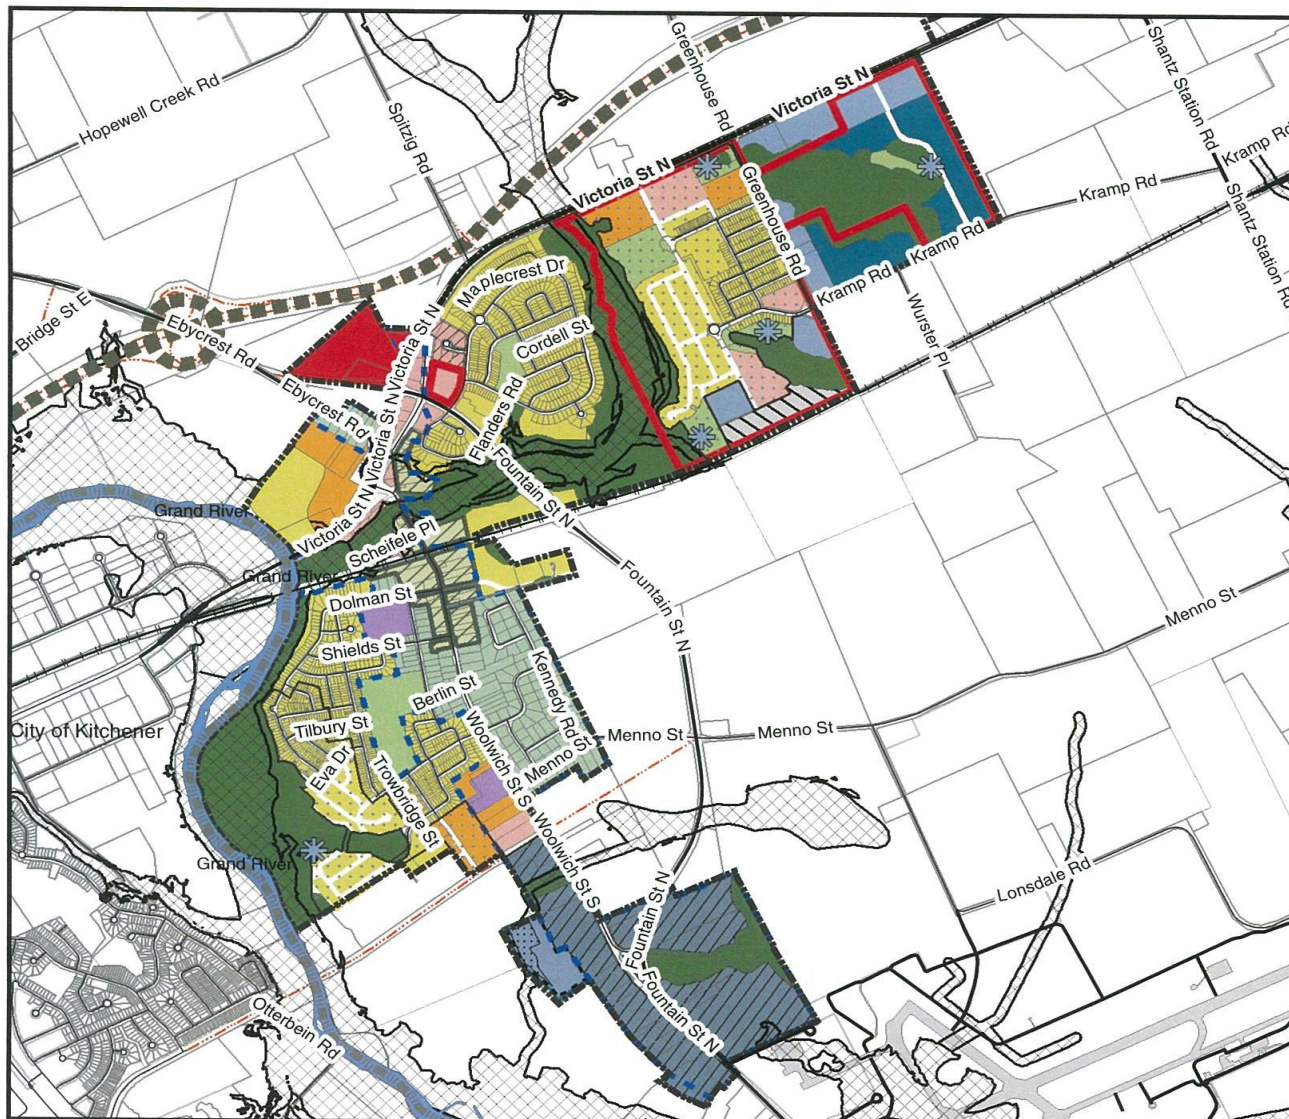 Hopewell Creek Rd
Spitzig Rd
Greenhouse Rd
Victoria St N
Shantz Station Rd
Kramp Rd
Victoria St N
Kramp Rd
Shantz Station Rd
Greenhouse Rd
Kramp Rd
Kramp Rd
Maplecrest Dr
Bridge St E
Ebycrest Rd
Victoria St N
Cordell St
Wurster Pl
Ebycrest Rd
Victoria St N
Flanders Rd
Fountain St N
Grand River
Victoria St N
Scheifele Pl
Grand River
Dolman St
Fountain St N
Menno St
Shields St
Kennedy Rd
Berlin St
City of Kitchener
Tilbury St
Menno St
Menno St
Woolwich St S
Menno St
Eva Dr
Trowbridge St
Woolwich St S
Grand River
Lonsdale Rd
Fountain St N
Fountain St N
Otterbein Rd